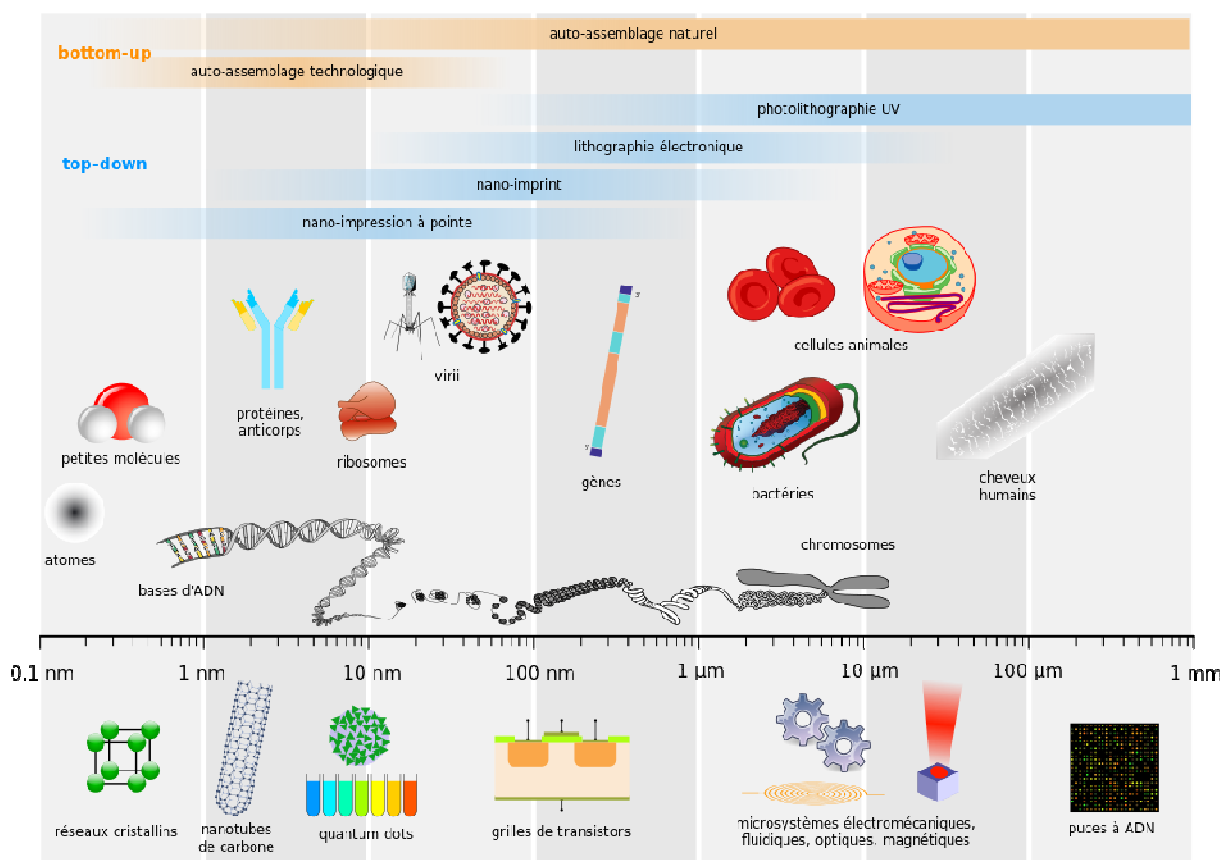 auto-assemblage naturel
bottom-up
auto-assemblage technologique
photolithographie UV
lithographie électronique
top-down
nano-imprint
nano-impression à pointe
virii
cellules animales
protéines,
anticorps
petites molécules
ribosomes
gènes
bactéries
cheveux
humains
atomes
chromosomes
bases d'ADN
0.1 nm
1 nm
10 nm
100 nm
1 µm
10 µm
100 µm
1 mm
réseaux cristallins
nanotubes
de carbone
quantum dots
grilles de transistors
microsystèmes électromécaniques,
fluidiques, optiques, magnétiques
puces à ADN